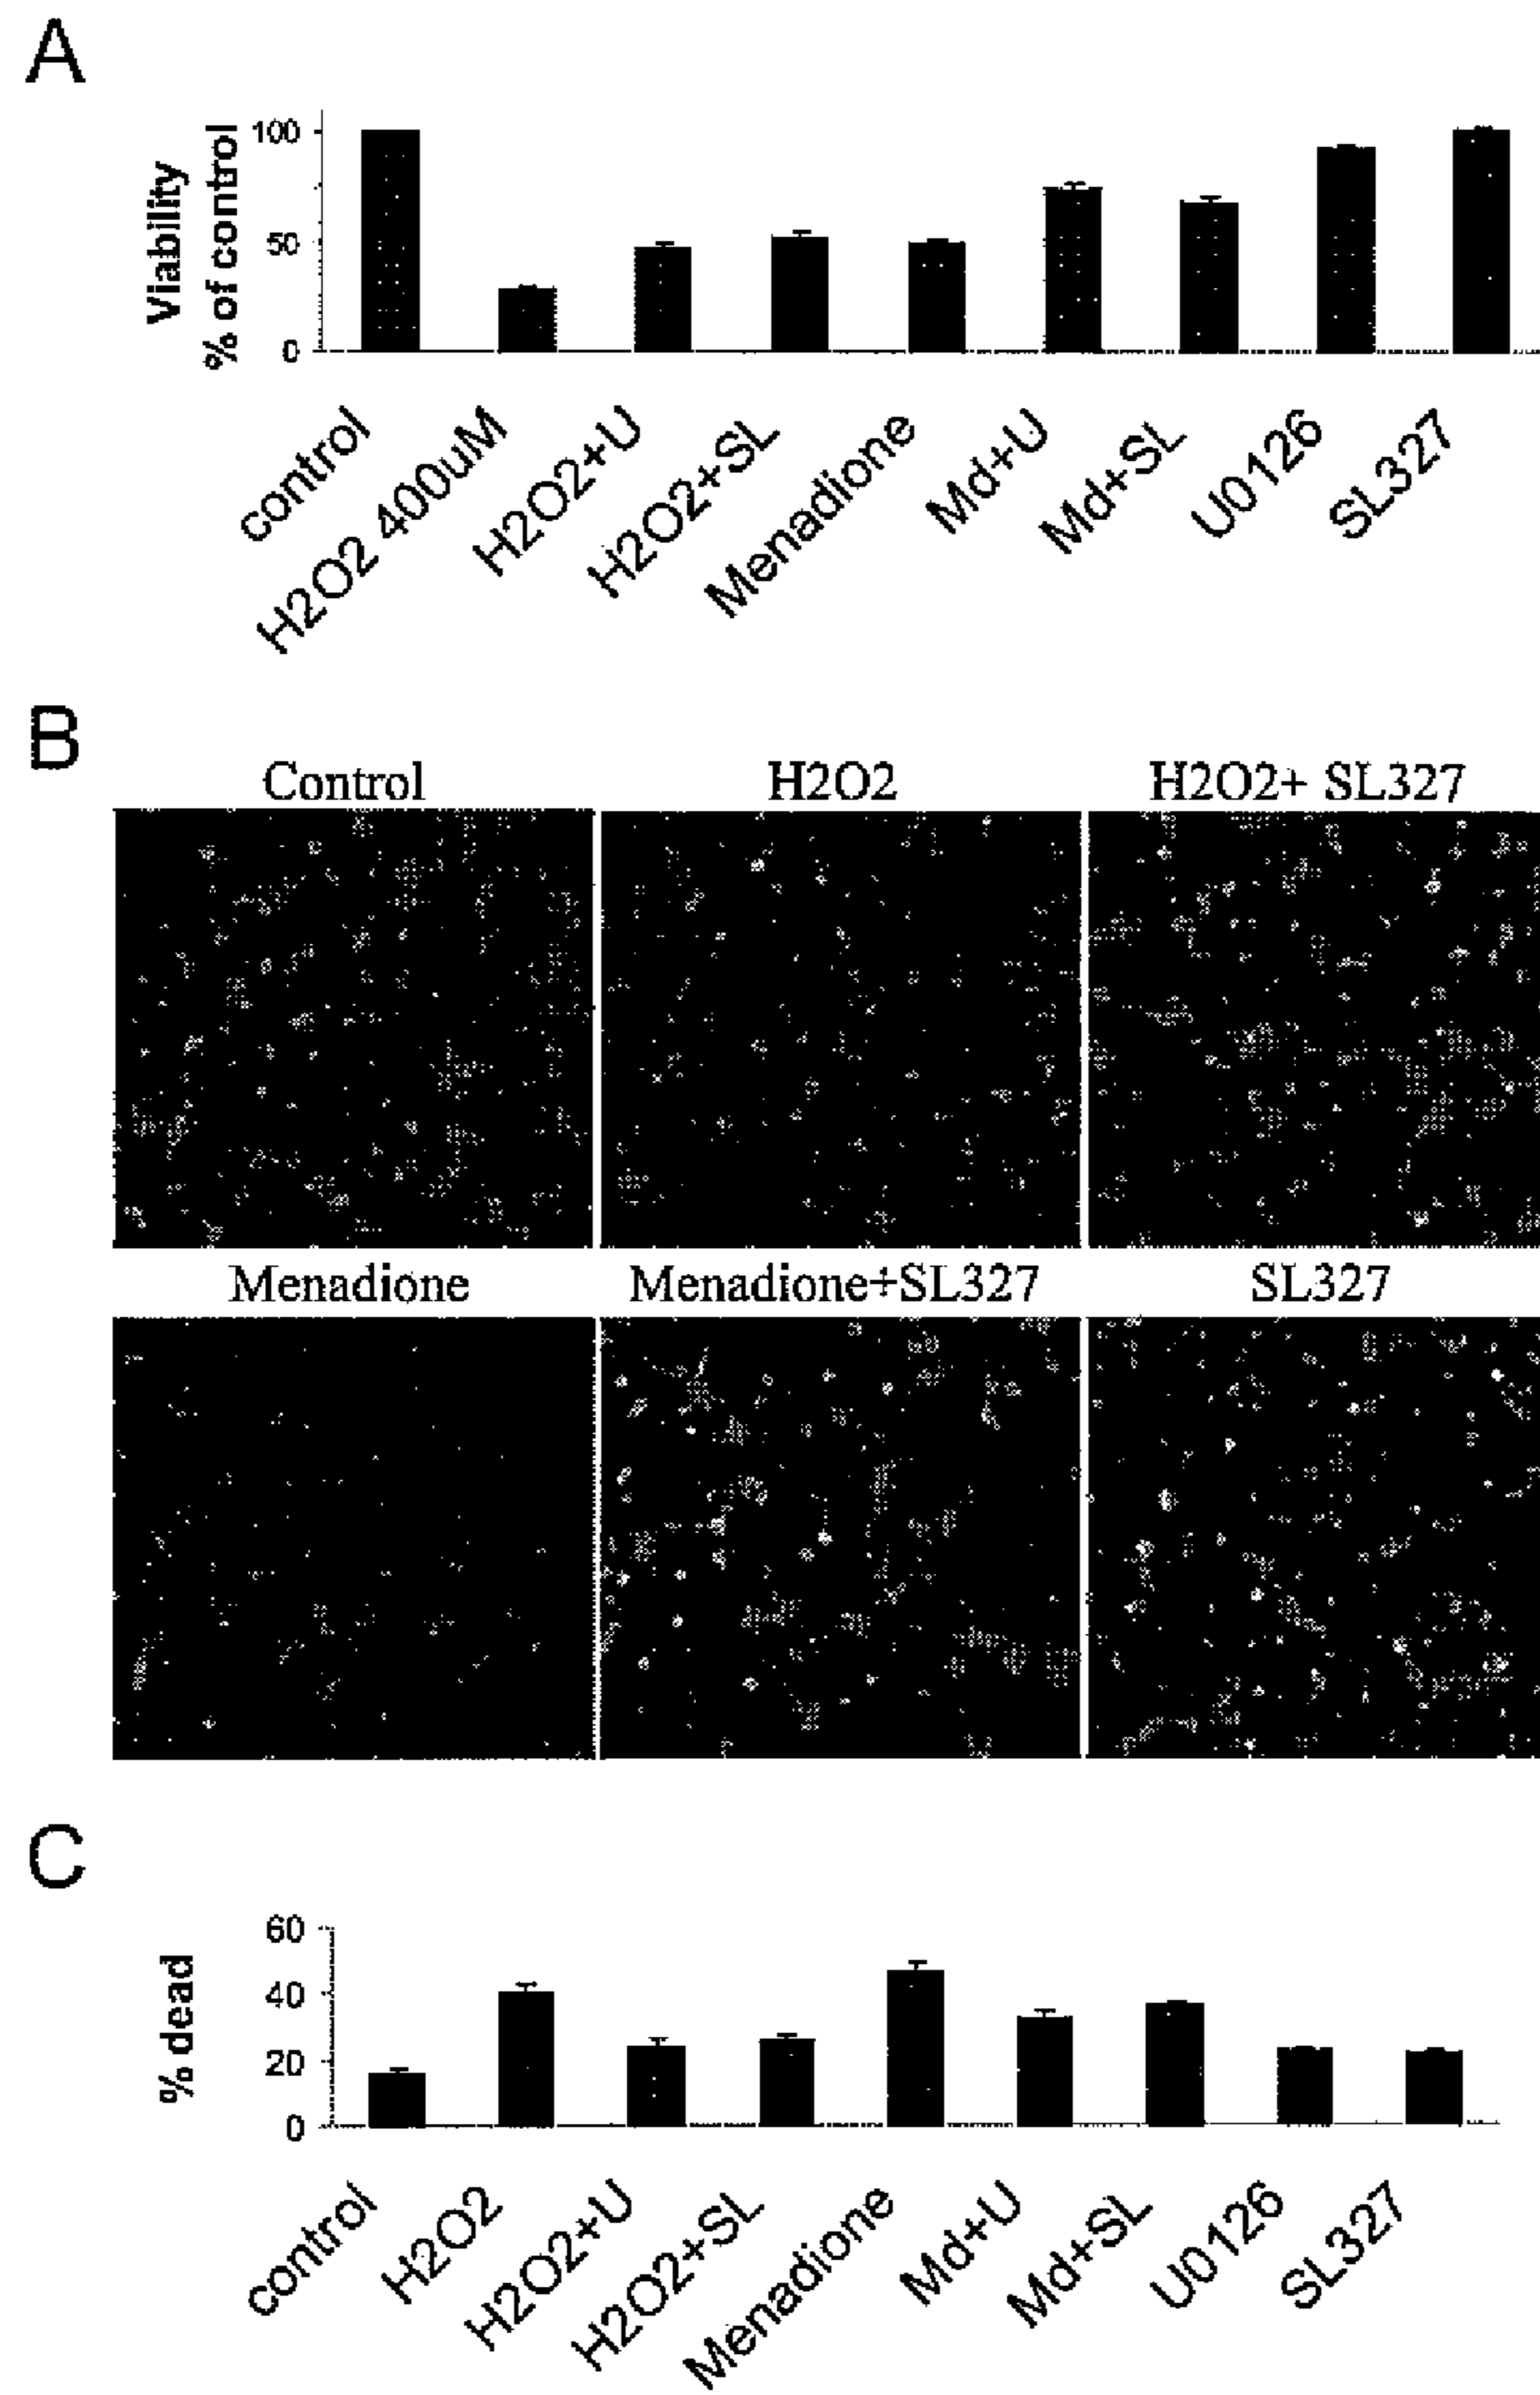 A
Viability
% of control
100
50
0
control
H2O2 400uM
H2O2+U
H2O2+SL
Menadione
Md+U
Md+SL
U0126
SL327
B
Control
H2O2
H2O2+ SL327
Menadione
Menadione+SL327
SL327
C
% dead
60
40
20
0
control
H2O2
H2O2+U
H2O2+SL
Menadione
Md+U
Md+SL
U0126
SL327